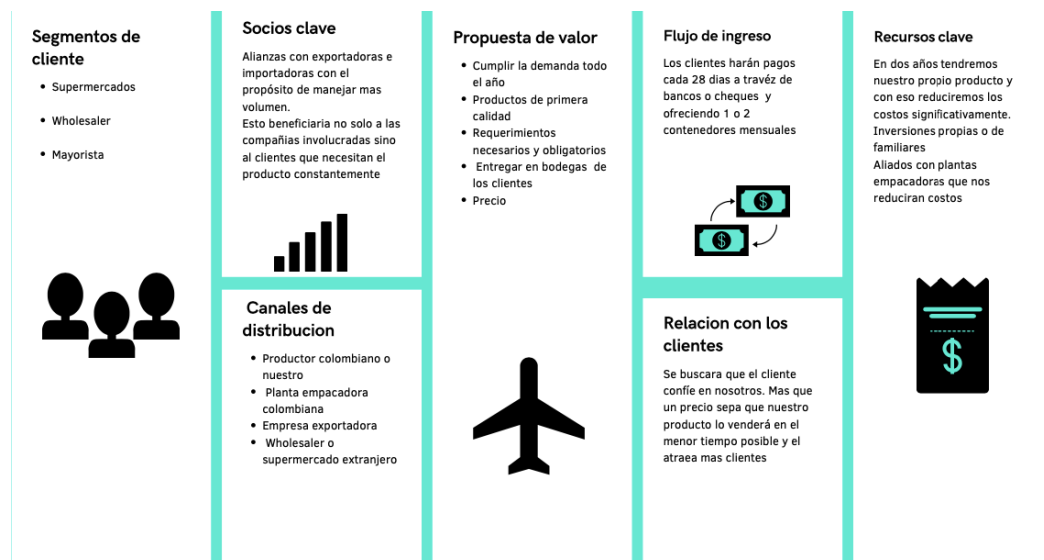 Segmentos de
cliente
• Supermercados
• Wholesaler
• Mayorista
Socios clave
Alianzas con exportadoras e
importadoras con el
propósito de manejar mas
volumen.
Esto beneficiaria no solo a las
compañias involucradas sino
al clientes que necesitan el
producto constantemente
Canales de
distribucion
• Productor colombiano o
nuestro
• Planta empacadora
colombiana
• Empresa exportadora
• Wholesaler o
supermercado extranjero
Propuesta de valor
• Cumplir la demanda todo
el año
• Productos de primera
calidad
• Requerimientos
necesarios y obligatorios
• Entregar en bodegas de
los clientes
• Precio
Flujo de ingreso
Los clientes harán pagos
cada 28 dias a travéz de
bancos o cheques y
ofreciendo 1 o 2
contenedores mensuales
$
$
Relacion con los
clientes
Se buscara que el cliente
confíe en nosotros. Mas que
un precio sepa que nuestro
producto lo venderá en el
menor tiempo posible y el
atraea mas clientes
Recursos clave
En dos años tendremos
nuestro propio producto y
con eso reduciremos los
costos significativamente.
Inversiones propias o de
familiares
Aliados con plantas
empacadoras que nos
reduciran costos
$